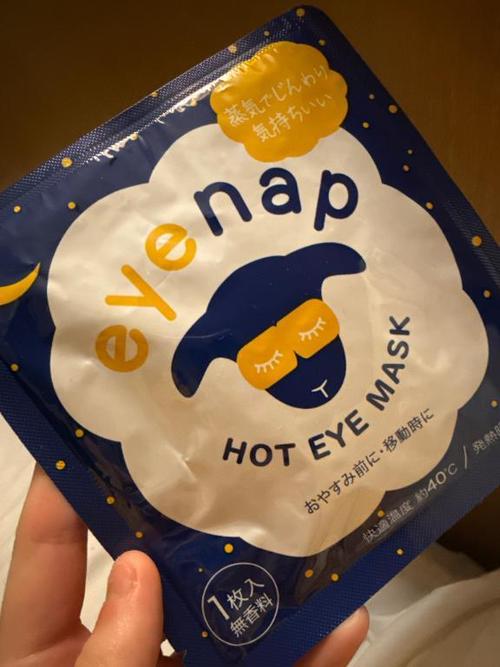 蒸気でじんわり
気持ちいい
eyenap
HOT EYE MASK
おやすみ前に・移動時に
快適温度 約40℃ / 発熱時
1枚入
無香料